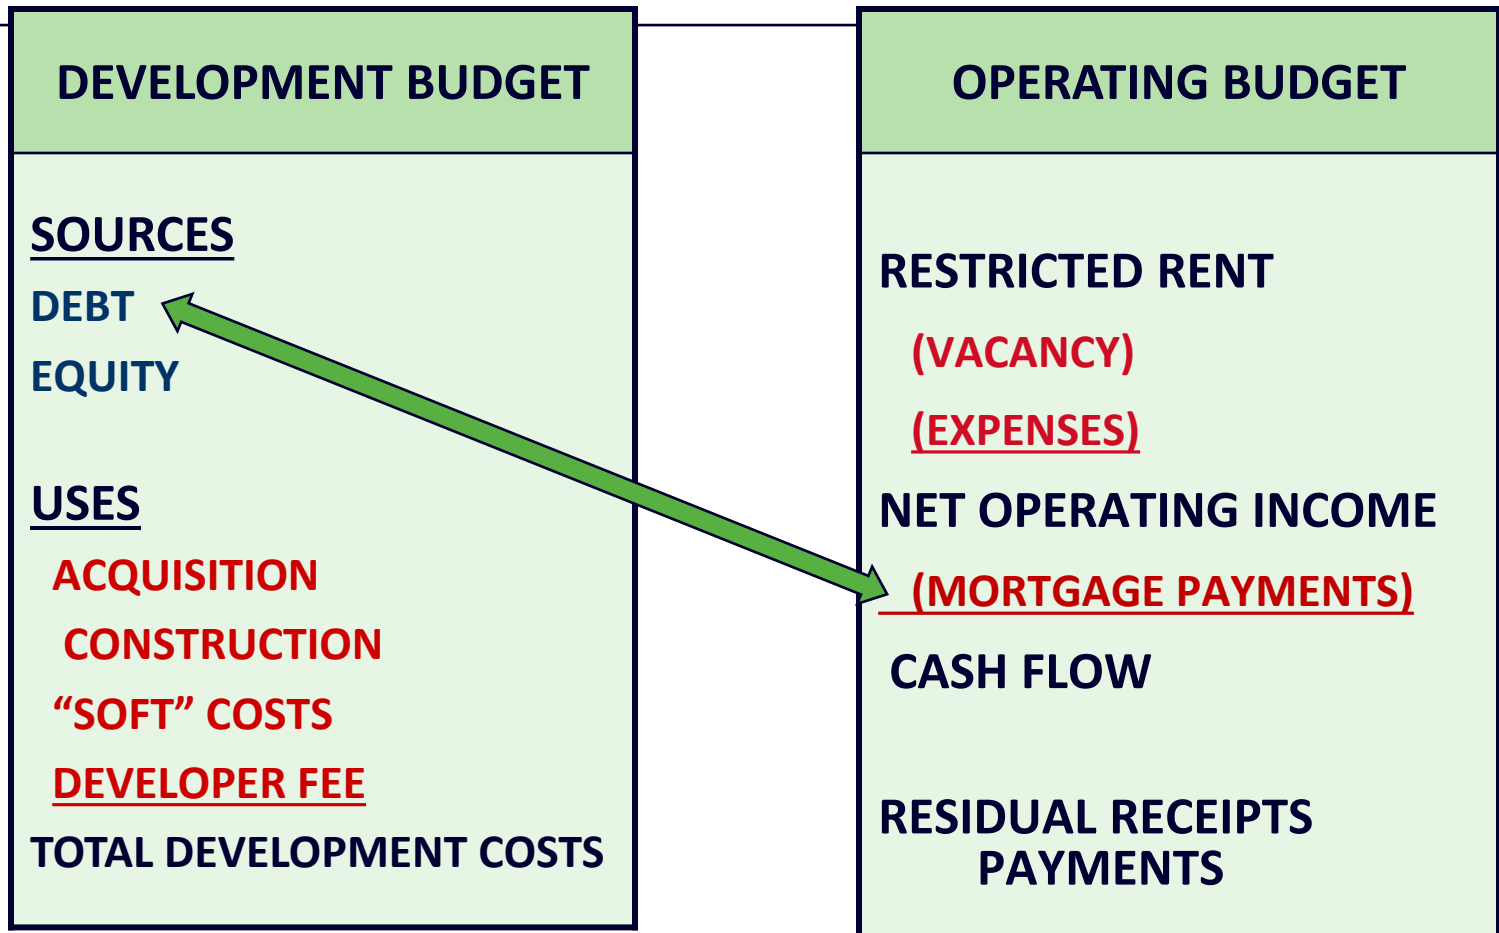 DEVELOPMENT BUDGET
SOURCES
DEBT
EQUITY
USES
ACQUISITION
CONSTRUCTION
“SOFT” COSTS
DEVELOPER FEE
TOTAL DEVELOPMENT COSTS
OPERATING BUDGET
RESTRICTED RENT
(VACANCY)
(EXPENSES)
NET OPERATING INCOME
(MORTGAGE PAYMENTS)
CASH FLOW
RESIDUAL RECEIPTS
PAYMENTS